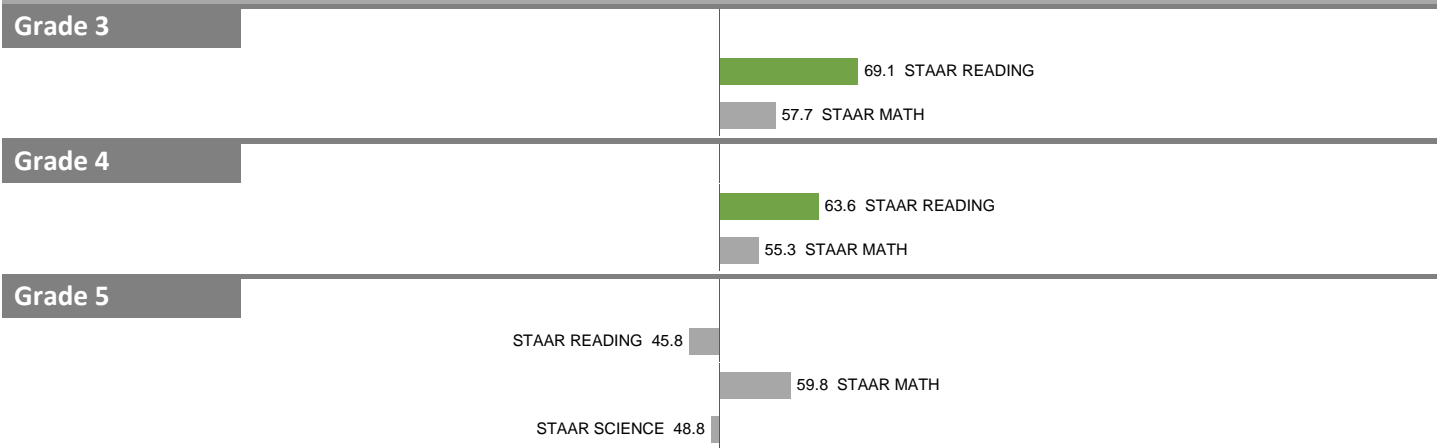 Grade 3
69.1 STAAR READING
57.7 STAAR MATH
Grade 4
63.6 STAAR READING
55.3 STAAR MATH
Grade 5
STAAR READING 45.8
59.8 STAAR MATH
STAAR SCIENCE 48.8